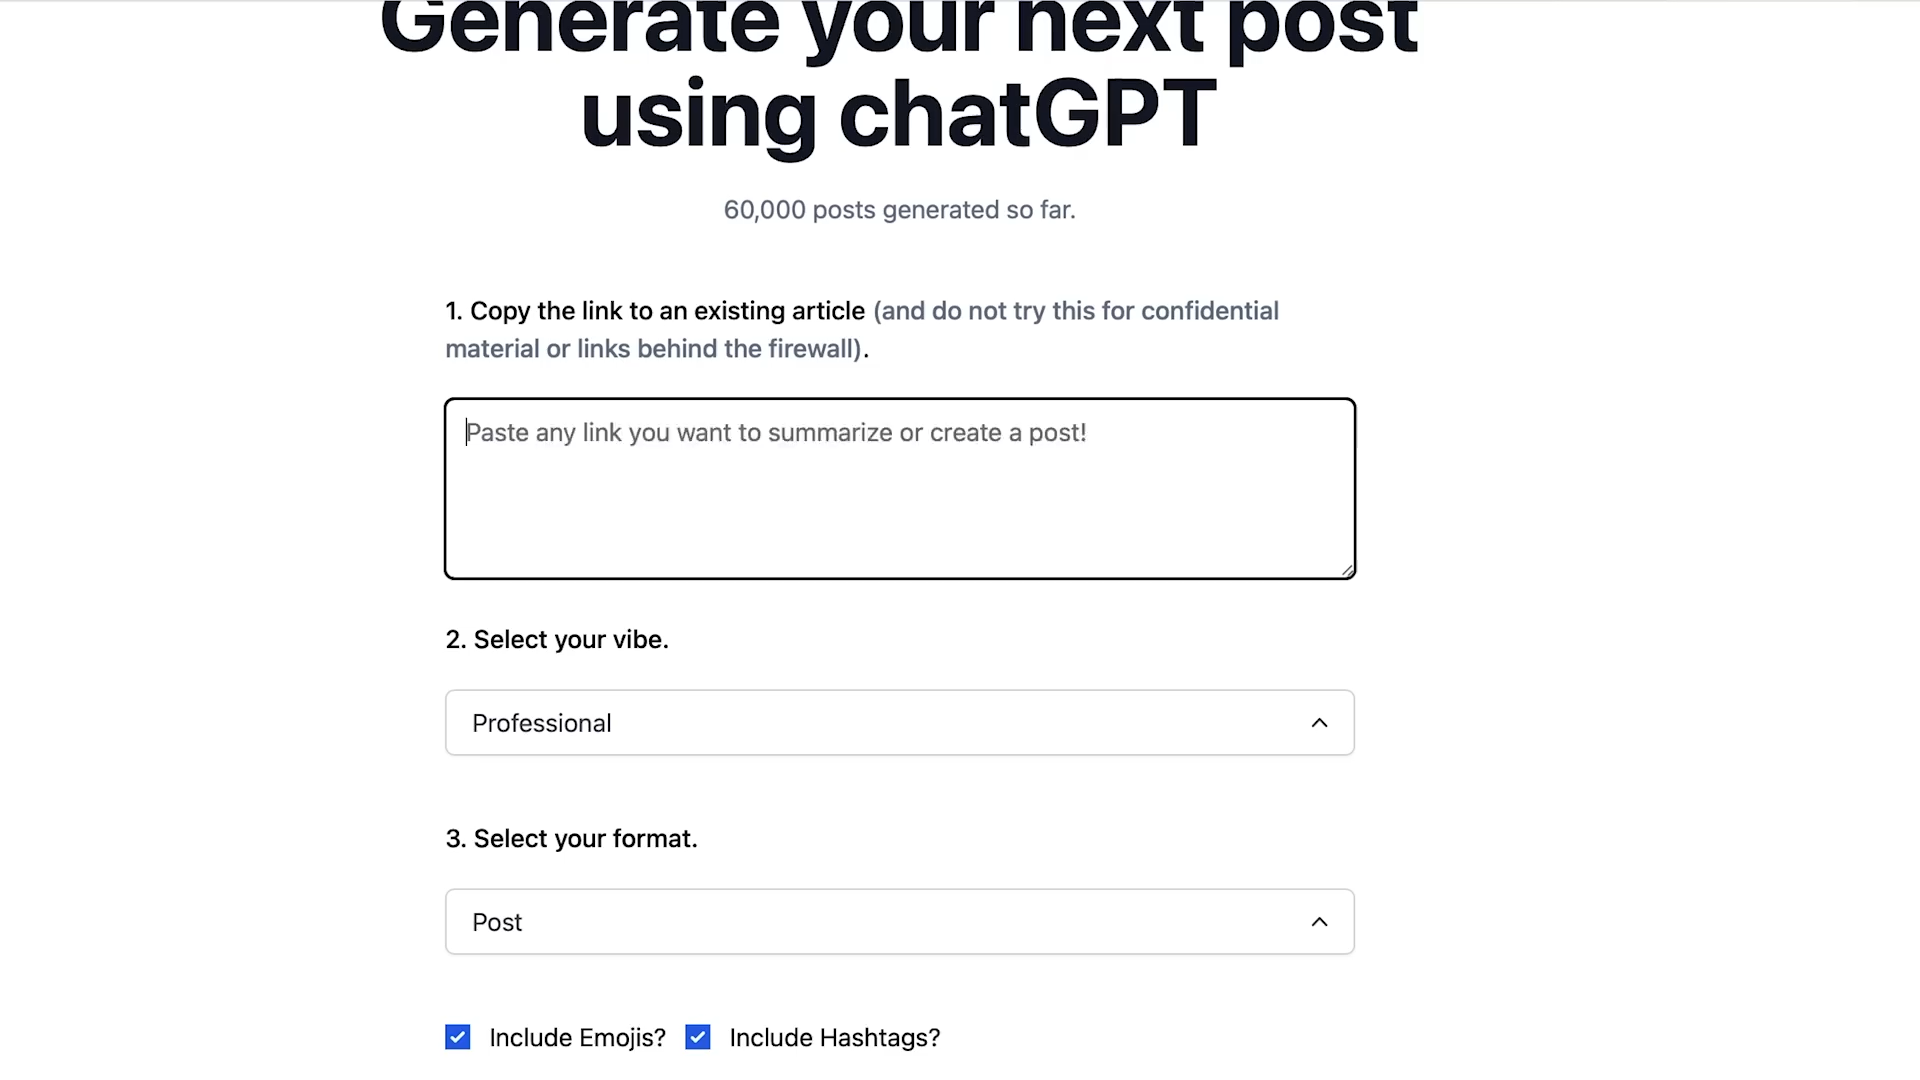 Generate your next post
using chatGPT
60,000 posts generated so far.
1. Copy the link to an existing article (and do not try this for confidential
material or links behind the firewall).
Paste any link you want to summarize or create a post!
2. Select your vibe.
Professional
3. Select your format.
Post
Include Emojis? Include Hashtags?